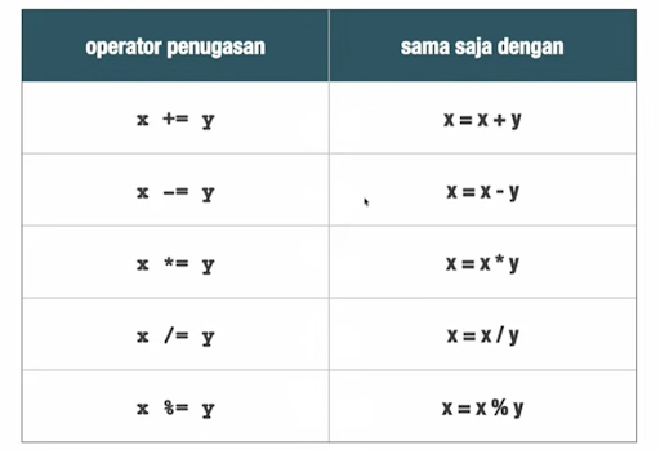 operator penugasan sama saja dengan
x += y x = x + y
x -= y x = x - y
x *= y x = x * y
x /= y x = x / y
x %= y x = x % y